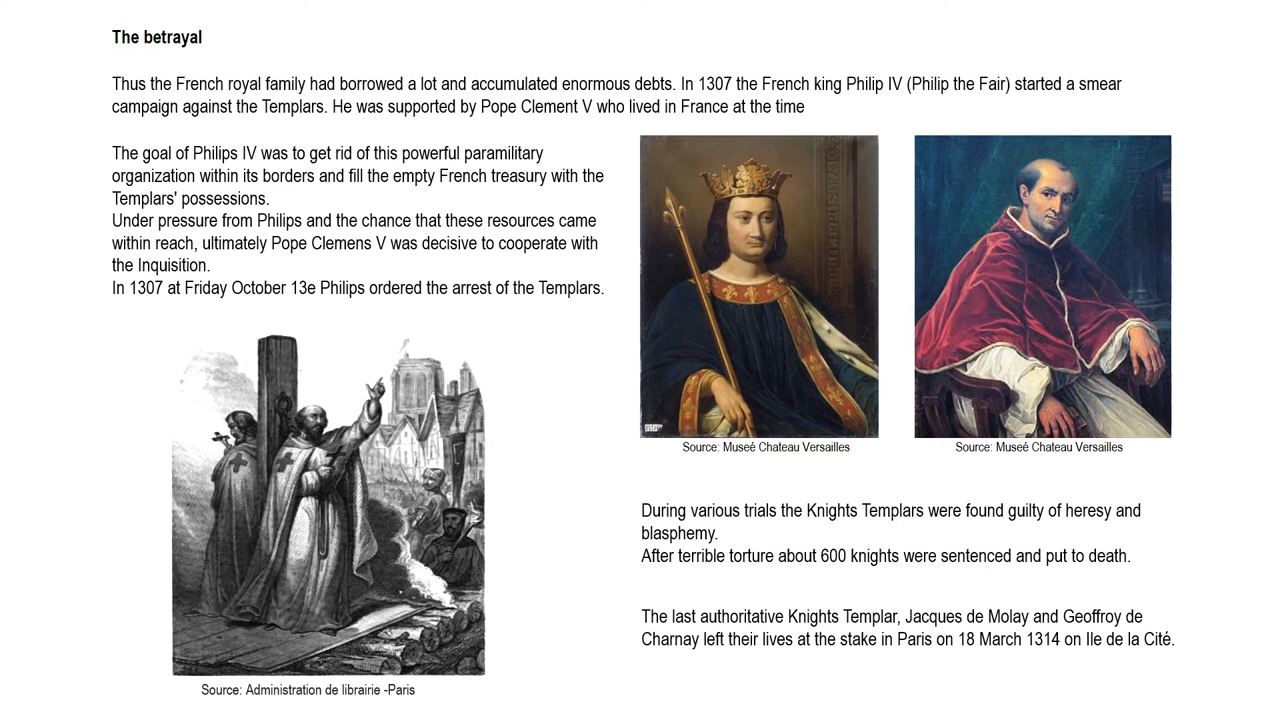 The betrayal
Thus the French royal family had borrowed a lot and accumulated enormous debts. In 1307 the French king Philip IV (Philip the Fair) started a smear
campaign against the Templars. He was supported by Pope Clement V who lived in France at the time
The goal of Philips IV was to get rid of this powerful paramilitary
organization within its borders and fill the empty French treasury with the
Templars' possessions.
Under pressure from Philips and the chance that these resources came
within reach, ultimately Pope Clemens V was decisive to cooperate with
the Inquisition.
In 1307 at Friday October 13e Philips ordered the arrest of the Templars.
Source: Museé Chateau Versailles
Source: Museé Chateau Versailles
During various trials the Knights Templars were found guilty of heresy and
blasphemy.
After terrible torture about 600 knights were sentenced and put to death.
The last authoritative Knights Templar, Jacques de Molay and Geoffroy de
Charnay left their lives at the stake in Paris on 18 March 1314 on Ile de la Cité.
Source: Administration de librairie -Paris